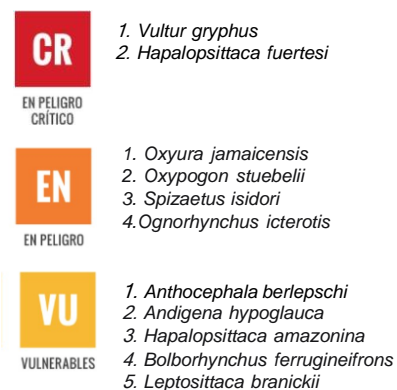 CR
EN PELIGRO
CRÍTICO
1. Vultur gryphus
2. Hapalopsittaca fuertesi
EN
EN PELIGRO
1. Oxyura jamaicensis
2. Oxypogon stuebelii
3. Spizaetus isidori
4.Ognorhynchus icterotis
VU
VULNERABLES
1. Anthocephala berlepschi
2. Andigena hypoglauca
3. Hapalopsittaca amazonina
4. Bolborhynchus ferrugineifrons
5. Leptosittaca branickii